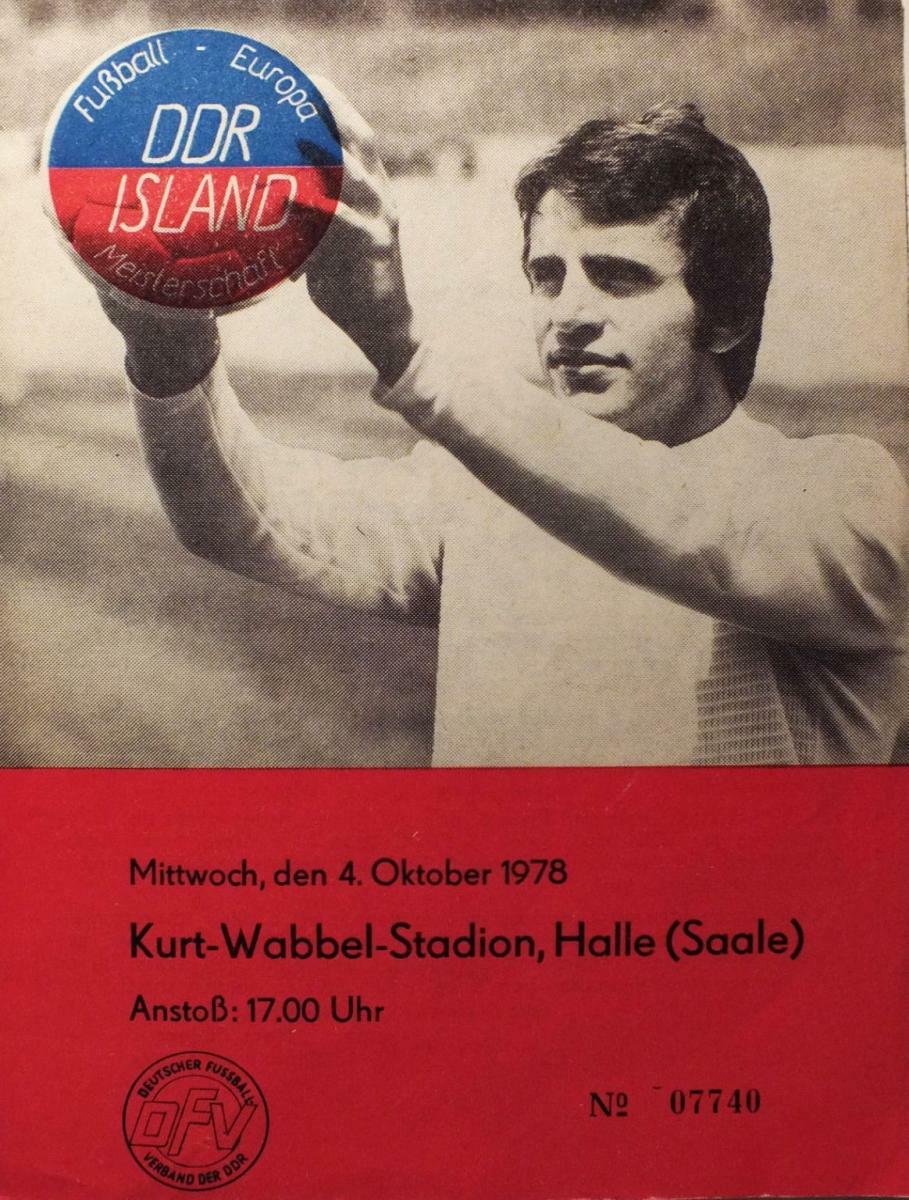 Fußball - Europa
DDR
ISLAND
Meisterschaft
Mittwoch, den 4. Oktober 1978
Kurt-Wabbel-Stadion, Halle (Saale)
Anstoß: 17.00 Uhr
DEUTSCHER FUSSBALL
DFV
VERBAND DER DDR
Nº 07740